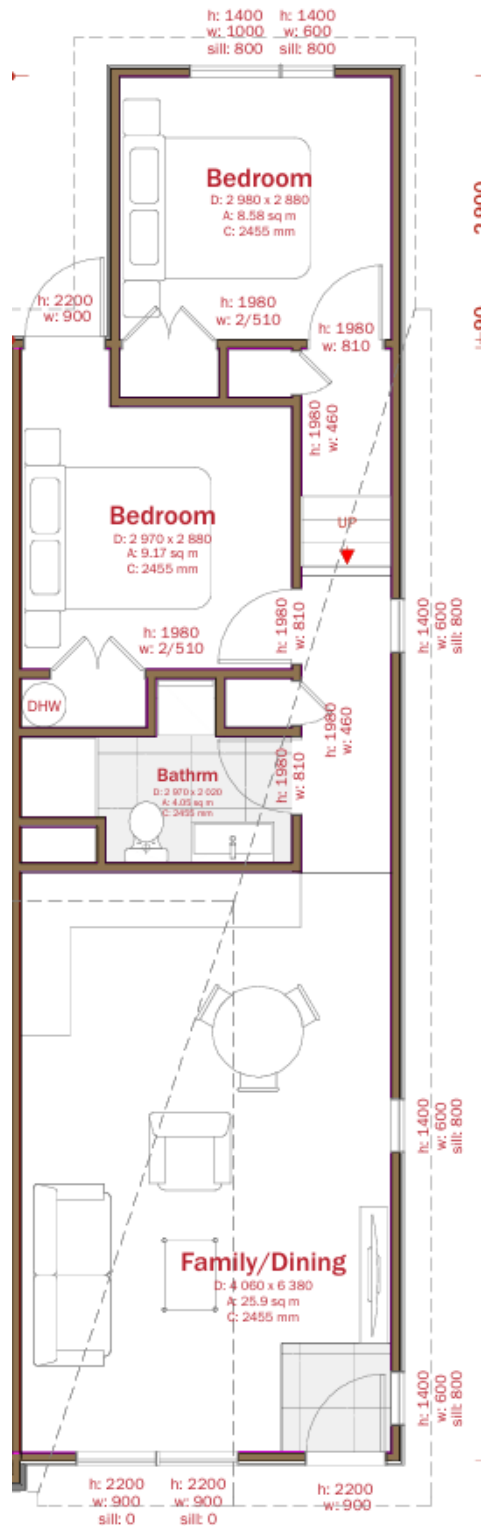 h: 1400 h: 1400
w: 1000 w: 600
sill: 800 sill: 800
Bedroom
D: 2 980 x 2 880
A: 8.58 sq m
C: 2455 mm
h: 2200
w: 900
h: 1980
w: 2/510
h: 1980
w: 810
h: 1980
w: 460
UP
Bedroom
D: 2 970 x 2 880
A: 9.17 sq m
C: 2455 mm
h: 1980
w: 2/510
h: 1980
w: 810
h: 1400
w: 600
sill: 800
DHW
h: 1980
w: 460
Bathrm
D: 2 970 x 2 020
A: 4.05 sq m
C: 2455 mm
h: 1980
w: 810
h: 1400
w: 600
sill: 800
Family/Dining
D: 4 060 x 6 380
A: 25.9 sq m
C: 2455 mm
h: 1400
w: 600
sill: 800
h: 2200 h: 2200 h: 2200
w: 900 w: 900 w: 900
sill: 0 sill: 0